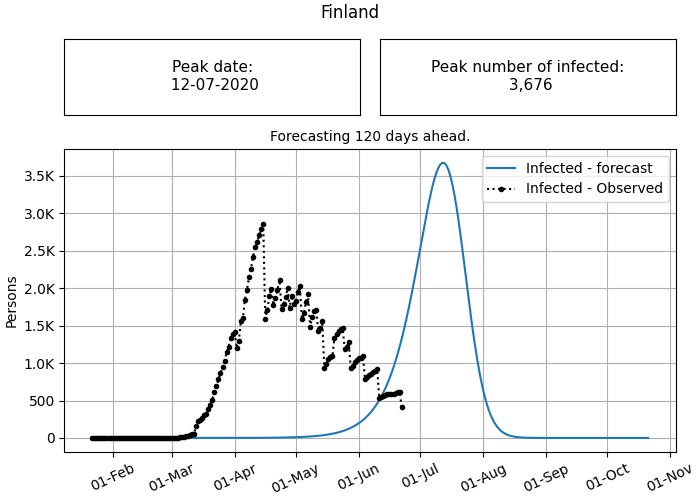 Finland
Peak date:
12-07-2020
Peak number of infected:
3,676
Forecasting 120 days ahead.
Infected - forecast
Infected - Observed
Persons
3.5K
3.0K
2.5K
2.0K
1.5K
1.0K
500
0
01-Feb
01-Mar
01-Apr
01-May
01-Jun
01-Jul
01-Aug
01-Sep
01-Oct
01-Nov